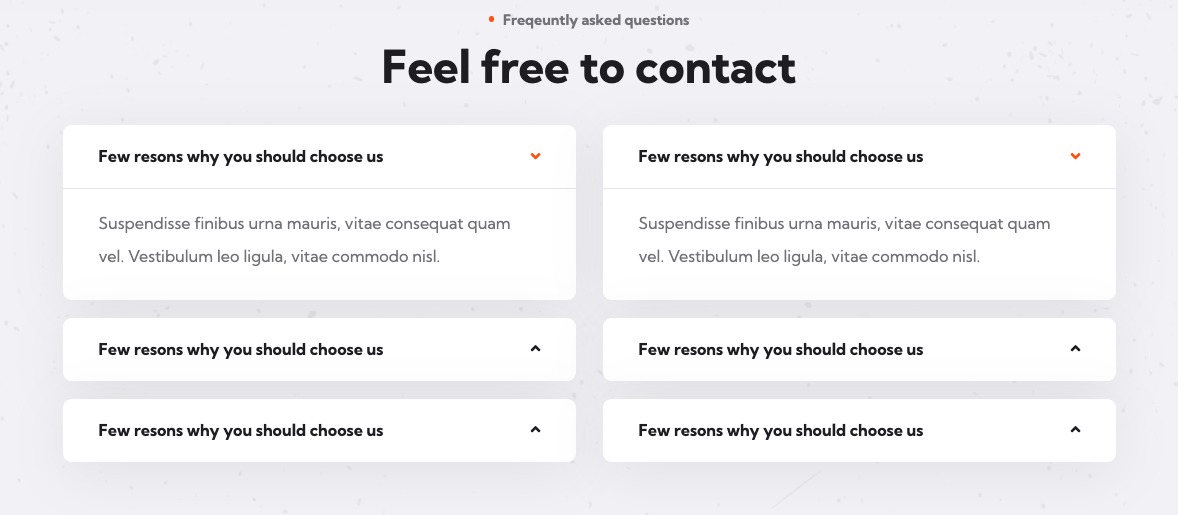 Freqeuntly asked questions
Feel free to contact
Few resons why you should choose us
Suspendisse finibus urna mauris, vitae consequat quam
vel. Vestibulum leo ligula, vitae commodo nisl.
Few resons why you should choose us
Few resons why you should choose us
Few resons why you should choose us
Suspendisse finibus urna mauris, vitae consequat quam
vel. Vestibulum leo ligula, vitae commodo nisl.
Few resons why you should choose us
Few resons why you should choose us